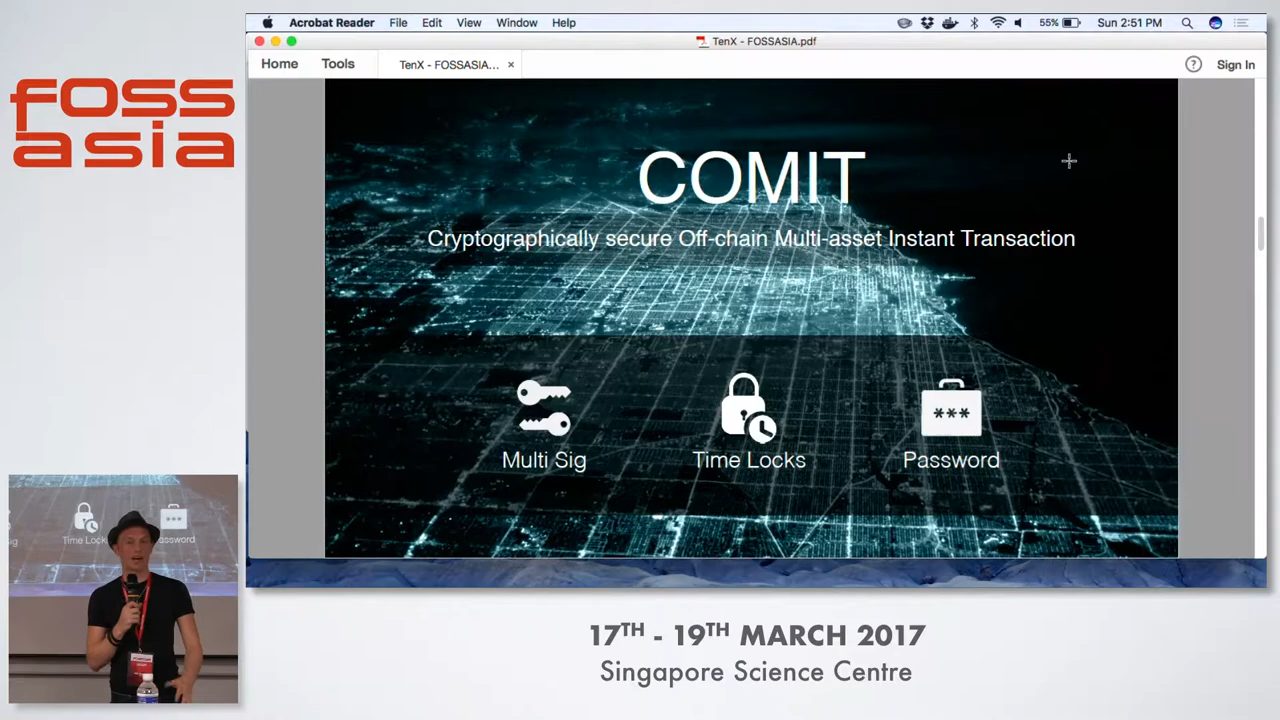 foss
asia
Acrobat Reader File Edit View Window Help 55% Sun 2:51 PM
TenX - FOSSASIA.pdf
Home Tools TenX - FOSSASIA... × ? Sign In
COMIT
Cryptographically secure Off-chain Multi-asset Instant Transaction
***
Multi Sig Time Locks Password
Time Locks
17TH - 19TH MARCH 2017
Singapore Science Centre